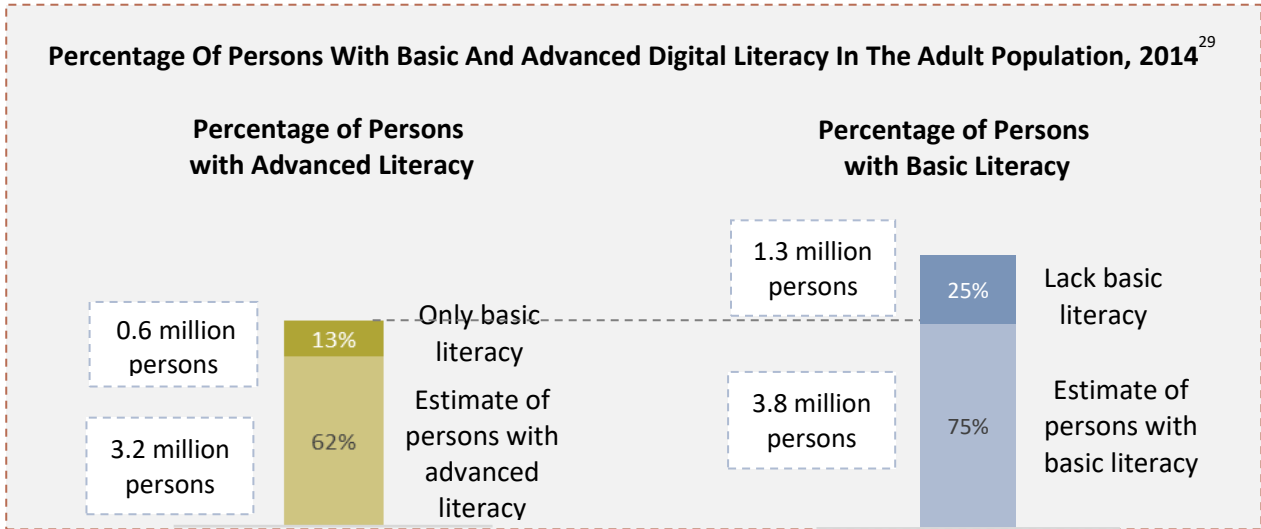 Percentage Of Persons With Basic And Advanced Digital Literacy In The Adult Population, 201429
Percentage of Persons
with Advanced Literacy
0.6 million
persons
3.2 million
persons
13%
62%
Only basic
literacy
Estimate of
persons with
advanced
literacy
Percentage of Persons
with Basic Literacy
1.3 million
persons
3.8 million
persons
25%
75%
Lack basic
literacy
Estimate of
persons with
basic literacy